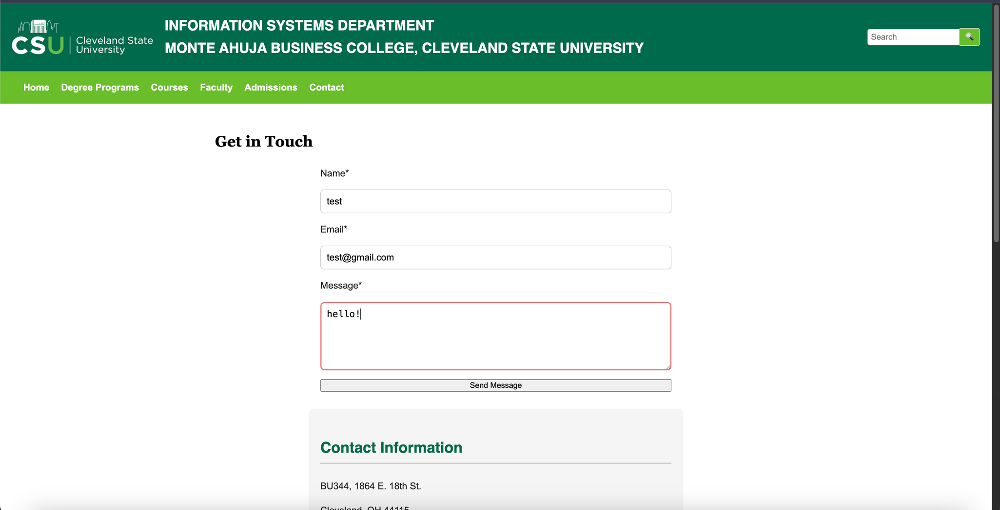 CSU
Cleveland State
University
INFORMATION SYSTEMS DEPARTMENT
MONTE AHUJA BUSINESS COLLEGE, CLEVELAND STATE UNIVERSITY
Search
Home Degree Programs Courses Faculty Admissions Contact
Get in Touch
Name*
test
Email*
test@gmail.com
Message*
hello!
Send Message
Contact Information
BU344, 1864 E. 18th St.
Cleveland, OH 44115